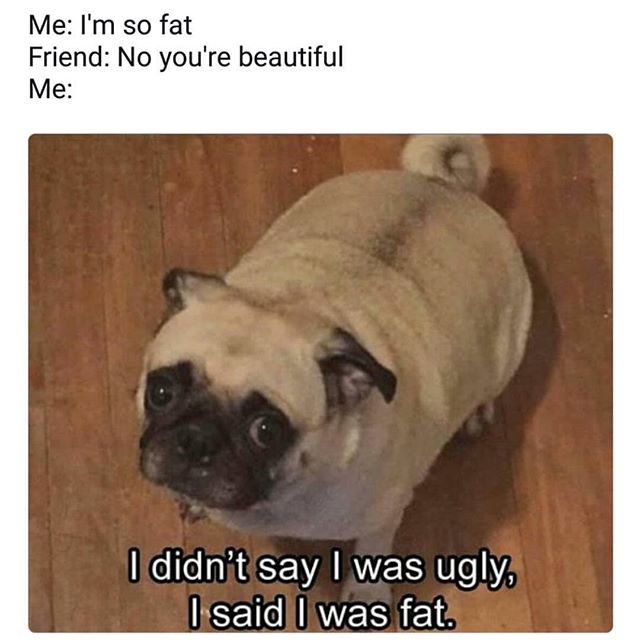 Me: I'm so fat
Friend: No you're beautiful
Me:
I didn't say I was ugly,
I said I was fat.